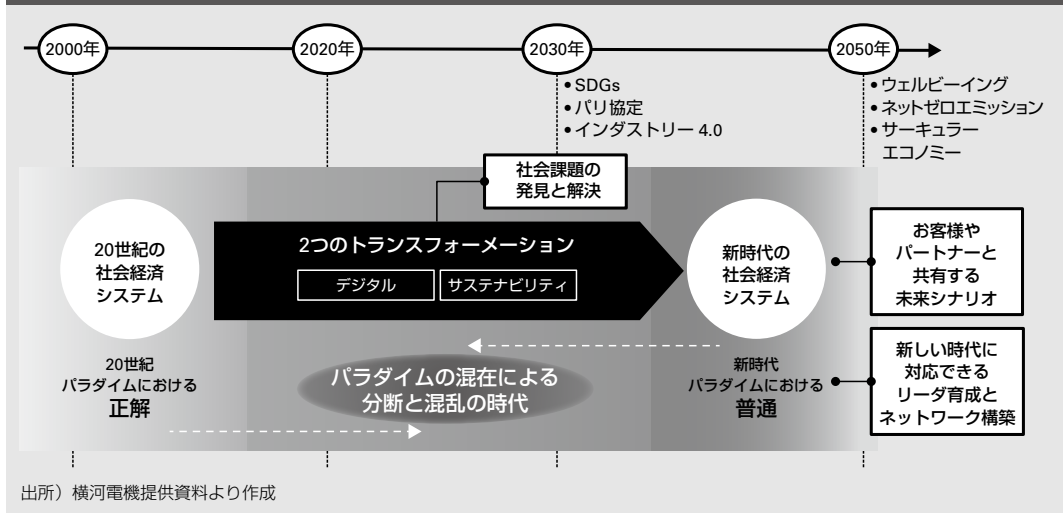 2000年
2020年
2030年
2050年
• SDGs
• パリ協定
• インダストリー 4.0
• ウェルビーイング
• ネットゼロエミッション
• サーキュラー
エコノミー
社会課題の
発見と解決
20世紀の
社会経済
システム
2つのトランスフォーメーション
デジタル
サステナビリティ
新時代の
社会経済
システム
お客様や
パートナーと
共有する
未来シナリオ
20世紀
パラダイムにおける
正解
パラダイムの混在による
分断と混乱の時代
新時代
パラダイムにおける
普通
新しい時代に
対応できる
リーダ育成と
ネットワーク構築
出所）横河電機提供資料より作成